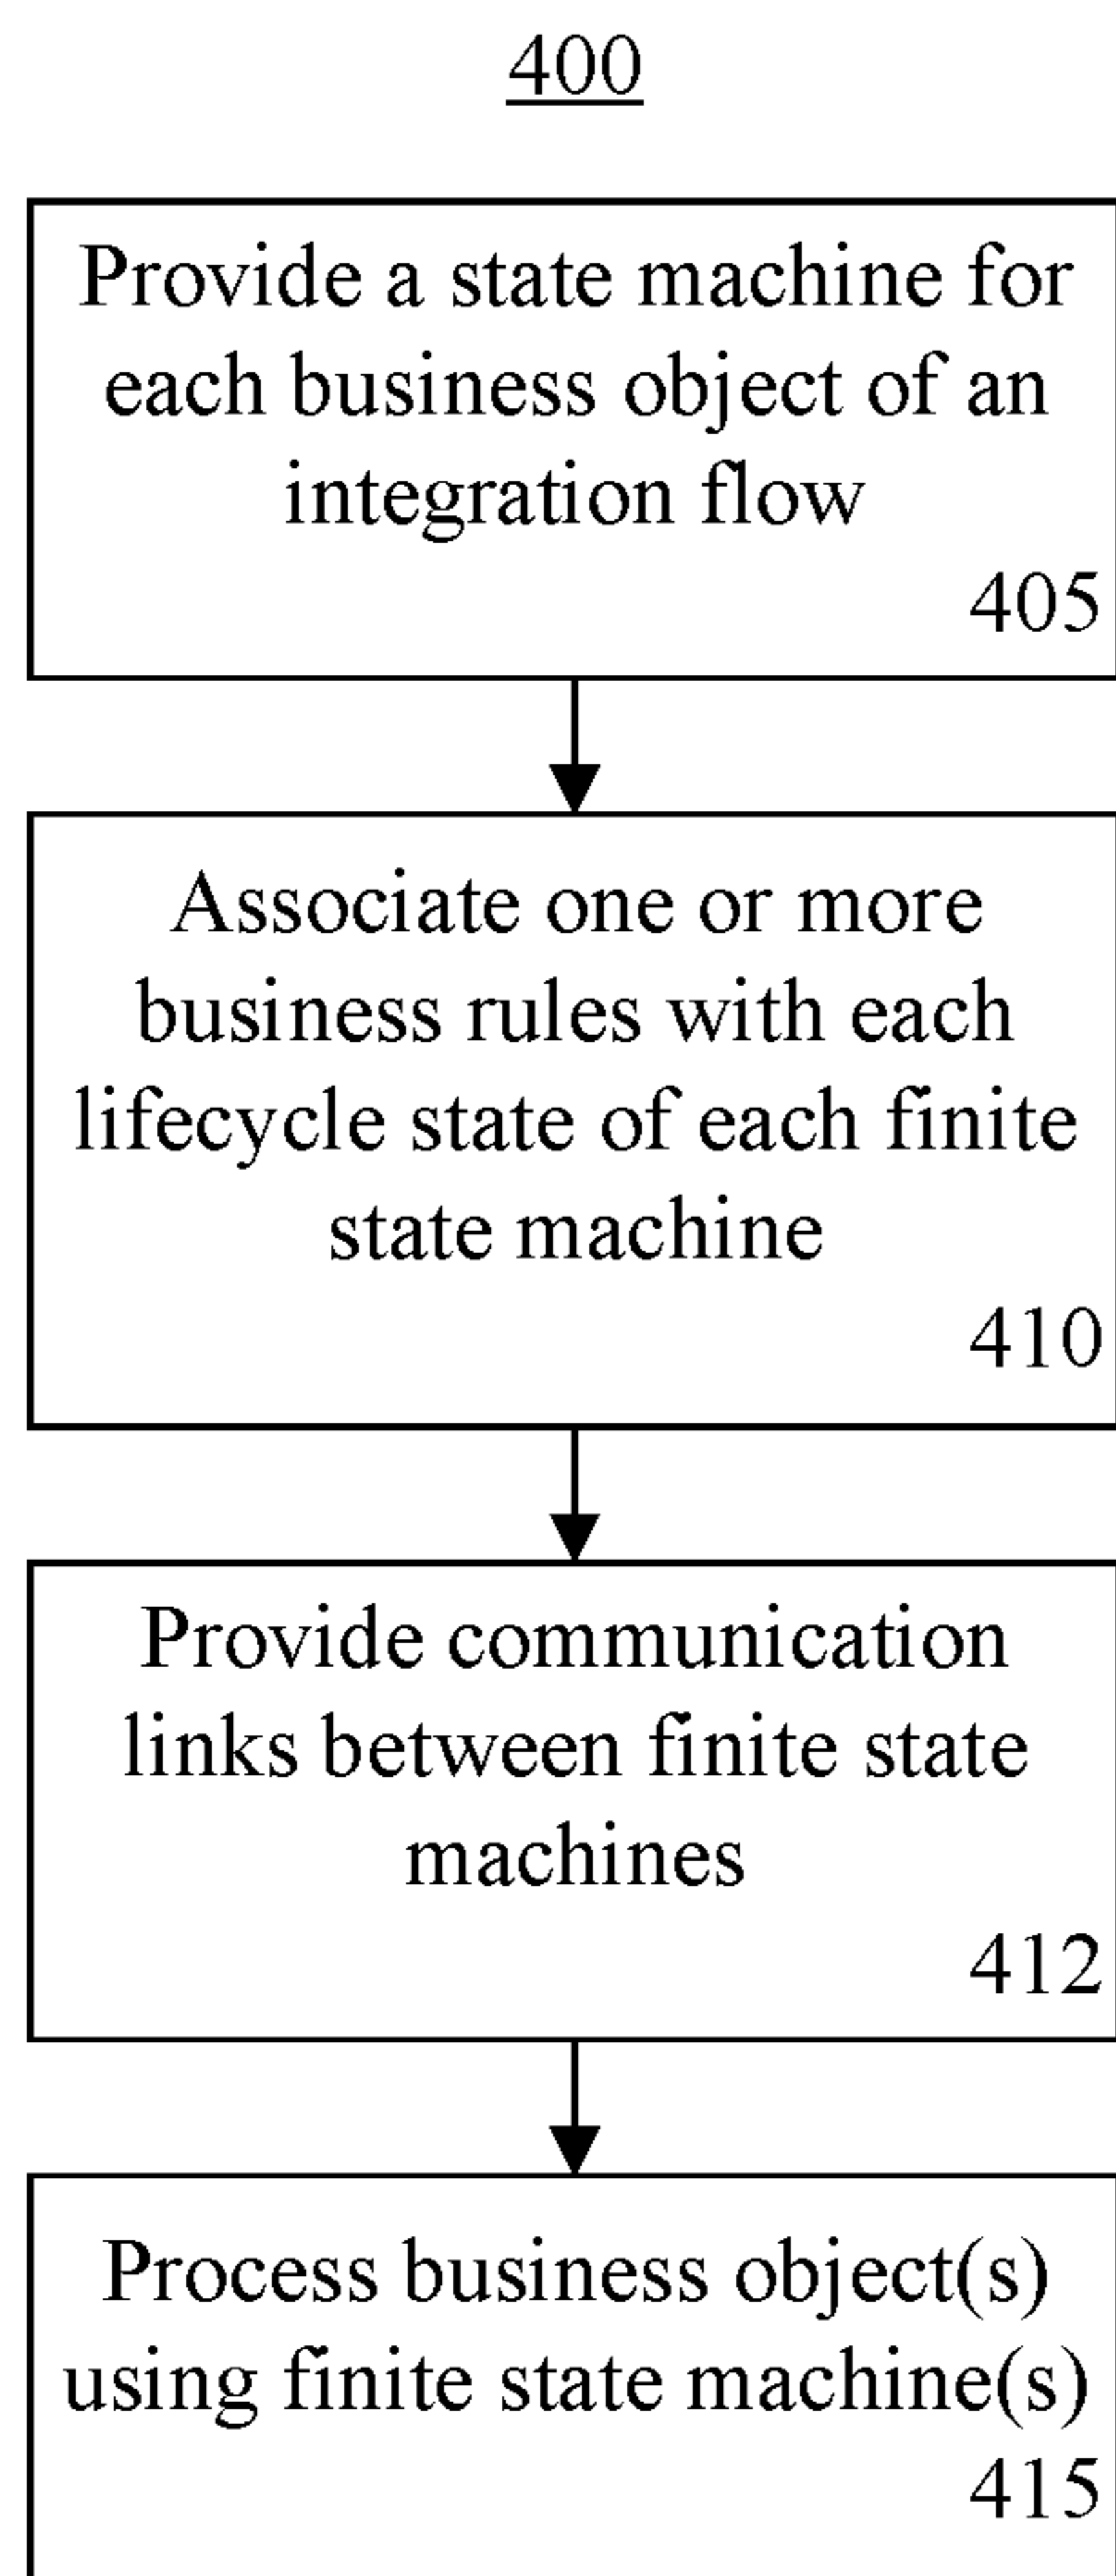 400
Provide a state machine for
each business object of an
integration flow
405
Associate one or more
business rules with each
lifecycle state of each finite
state machine
410
Provide communication
links between finite state
machines
412
Process business object(s)
using finite state machine(s)
415